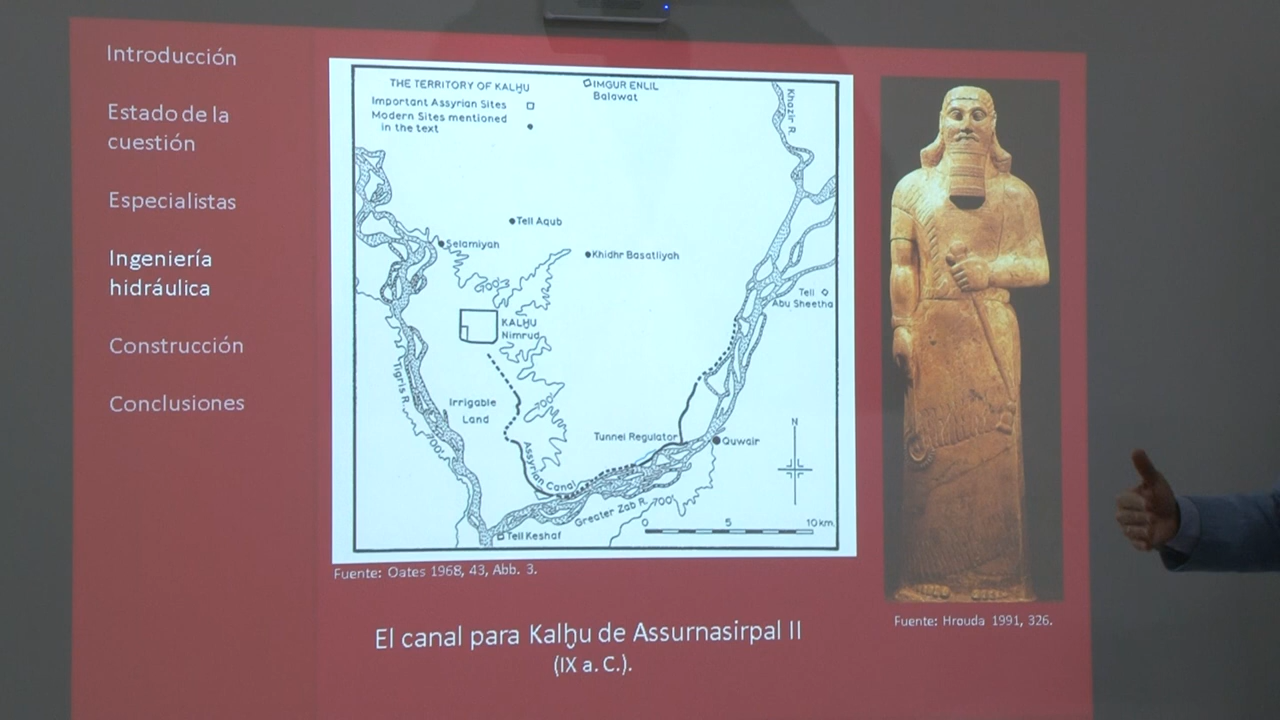 Introducción
Estado de la
cuestión
Especialistas
Ingeniería
hidráulica
Construcción
Conclusiones
THE TERRITORY OF KALḪU
Important Assyrian Sites
Modern Sites mentioned
in the text
IMGUR ENLIL
Balawat
Khazir R.
Tell Aqub
Selamiyah
Khidhr Basatliyah
700'
Tell
Abu Sheetha
KALḪU
Nimrud
Tigris R.
Irrigable
Land
700'
700'
Assyrian Canal
Tunnel Regulator
Quwair
N
Greater Zab R.
700'
Tell Keshaf
0 5 10 km.
Fuente: Oates 1968, 43, Abb. 3.
Fuente: Hrouda 1991, 326.
El canal para Kalḫu de Assurnasirpal II
(IX a. C.).